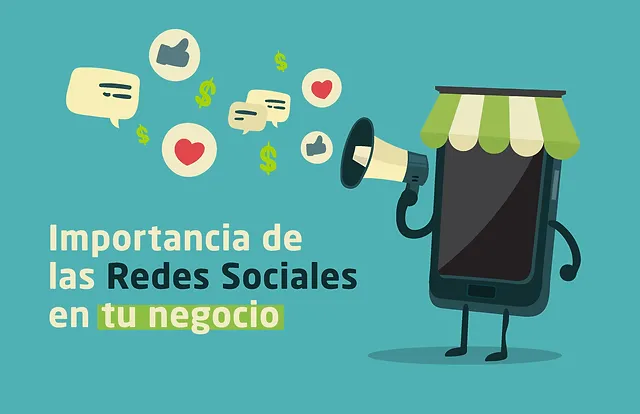 Importancia de
las Redes Sociales
en tu negocio